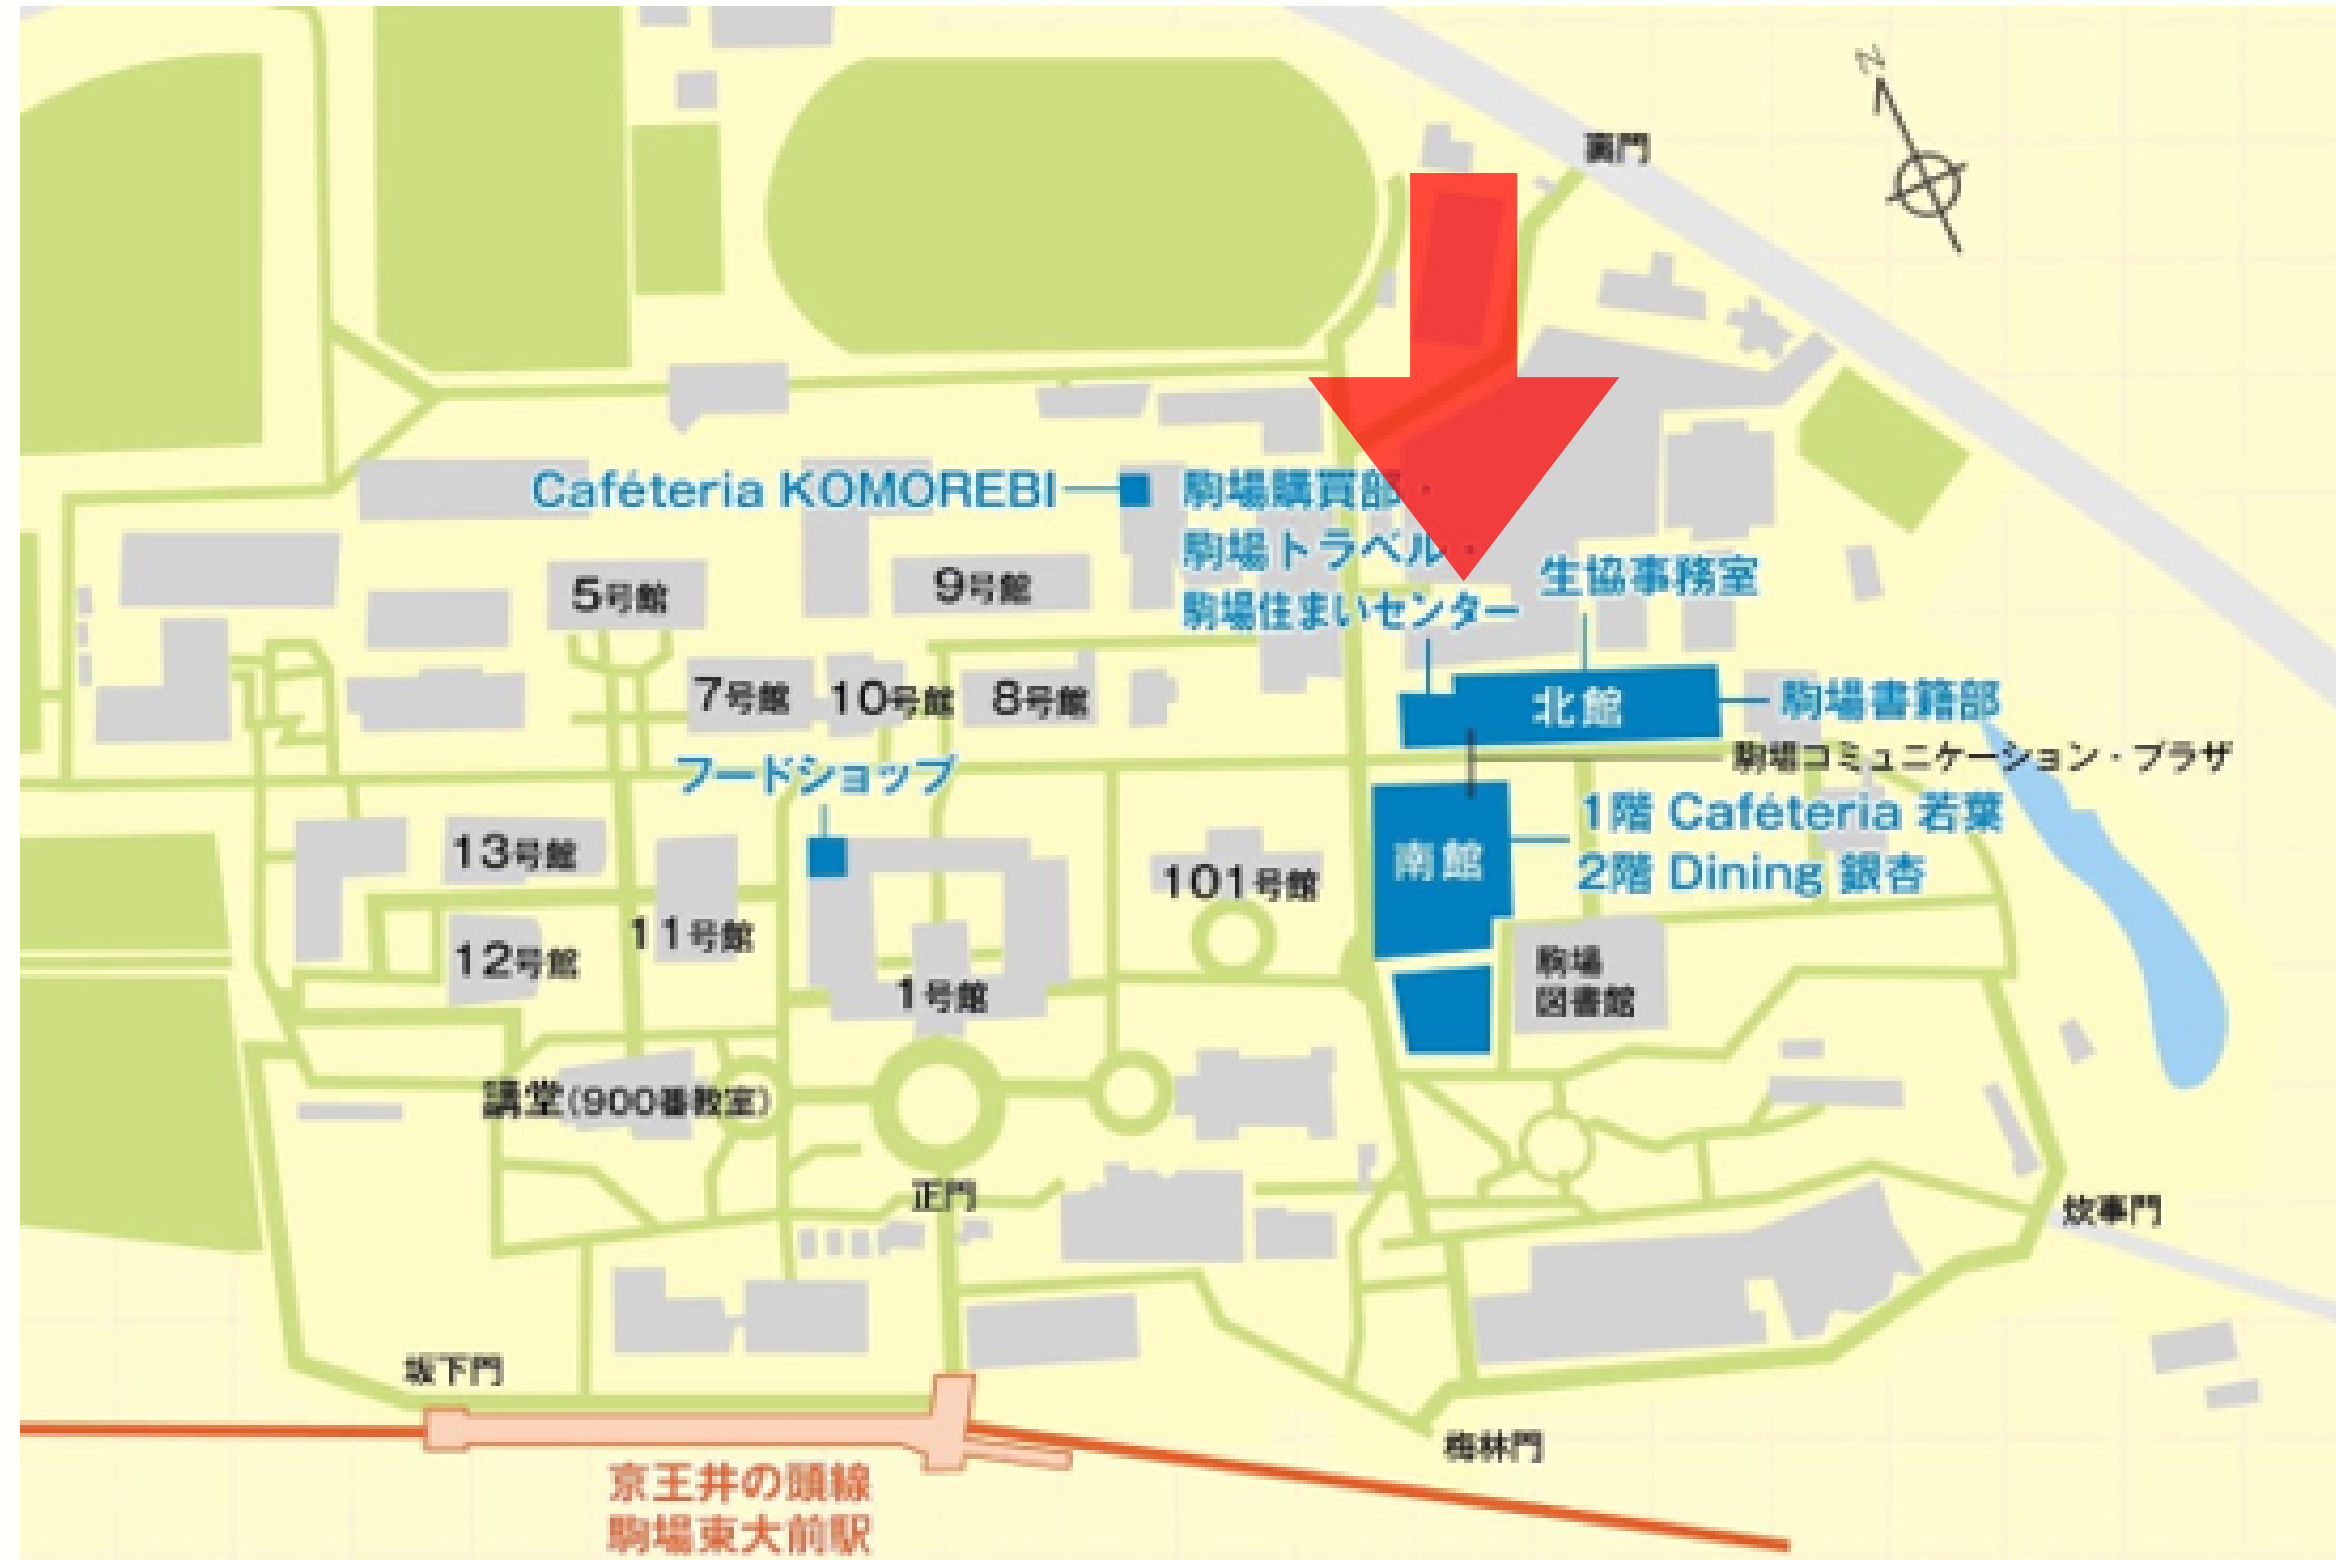 N
裏門
Caféteria KOMOREBI
駒場購買部・
駒場トラベル・
駒場住まいセンター
生協事務室
5号館
9号館
7号館
10号館
8号館
北館
駒場書籍部
駒場コミュニケーション・プラザ
フードショップ
1階 Caféteria 若葉
2階 Dining 銀杏
南館
13号館
101号館
11号館
12号館
1号館
駒場
図書館
講堂(900番教室)
正門
炊事門
坂下門
梅林門
京王井の頭線
駒場東大前駅